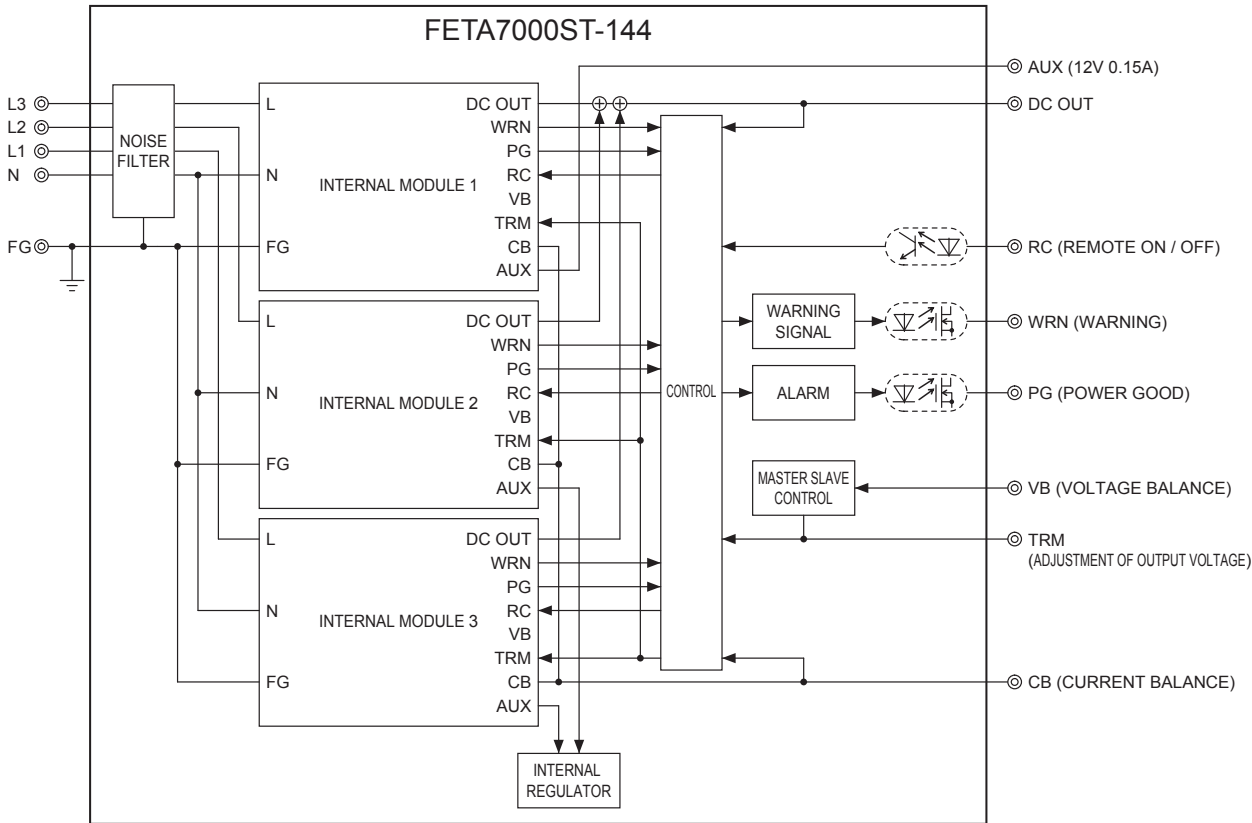 FETA7000ST-144
L3
L2
L1
N
FG
NOISE
FILTER
L
N
FG
INTERNAL MODULE 1
DC OUT
WRN
PG
RC
VB
TRM
CB
AUX
L
N
FG
INTERNAL MODULE 2
DC OUT
WRN
PG
RC
VB
TRM
CB
AUX
L
N
FG
INTERNAL MODULE 3
DC OUT
WRN
PG
RC
VB
TRM
CB
AUX
INTERNAL
REGULATOR
CONTROL
WARNING
SIGNAL
ALARM
MASTER SLAVE
CONTROL
AUX (12V 0.15A)
DC OUT
RC (REMOTE ON / OFF)
WRN (WARNING)
PG (POWER GOOD)
VB (VOLTAGE BALANCE)
TRM
(ADJUSTMENT OF OUTPUT VOLTAGE)
CB (CURRENT BALANCE)